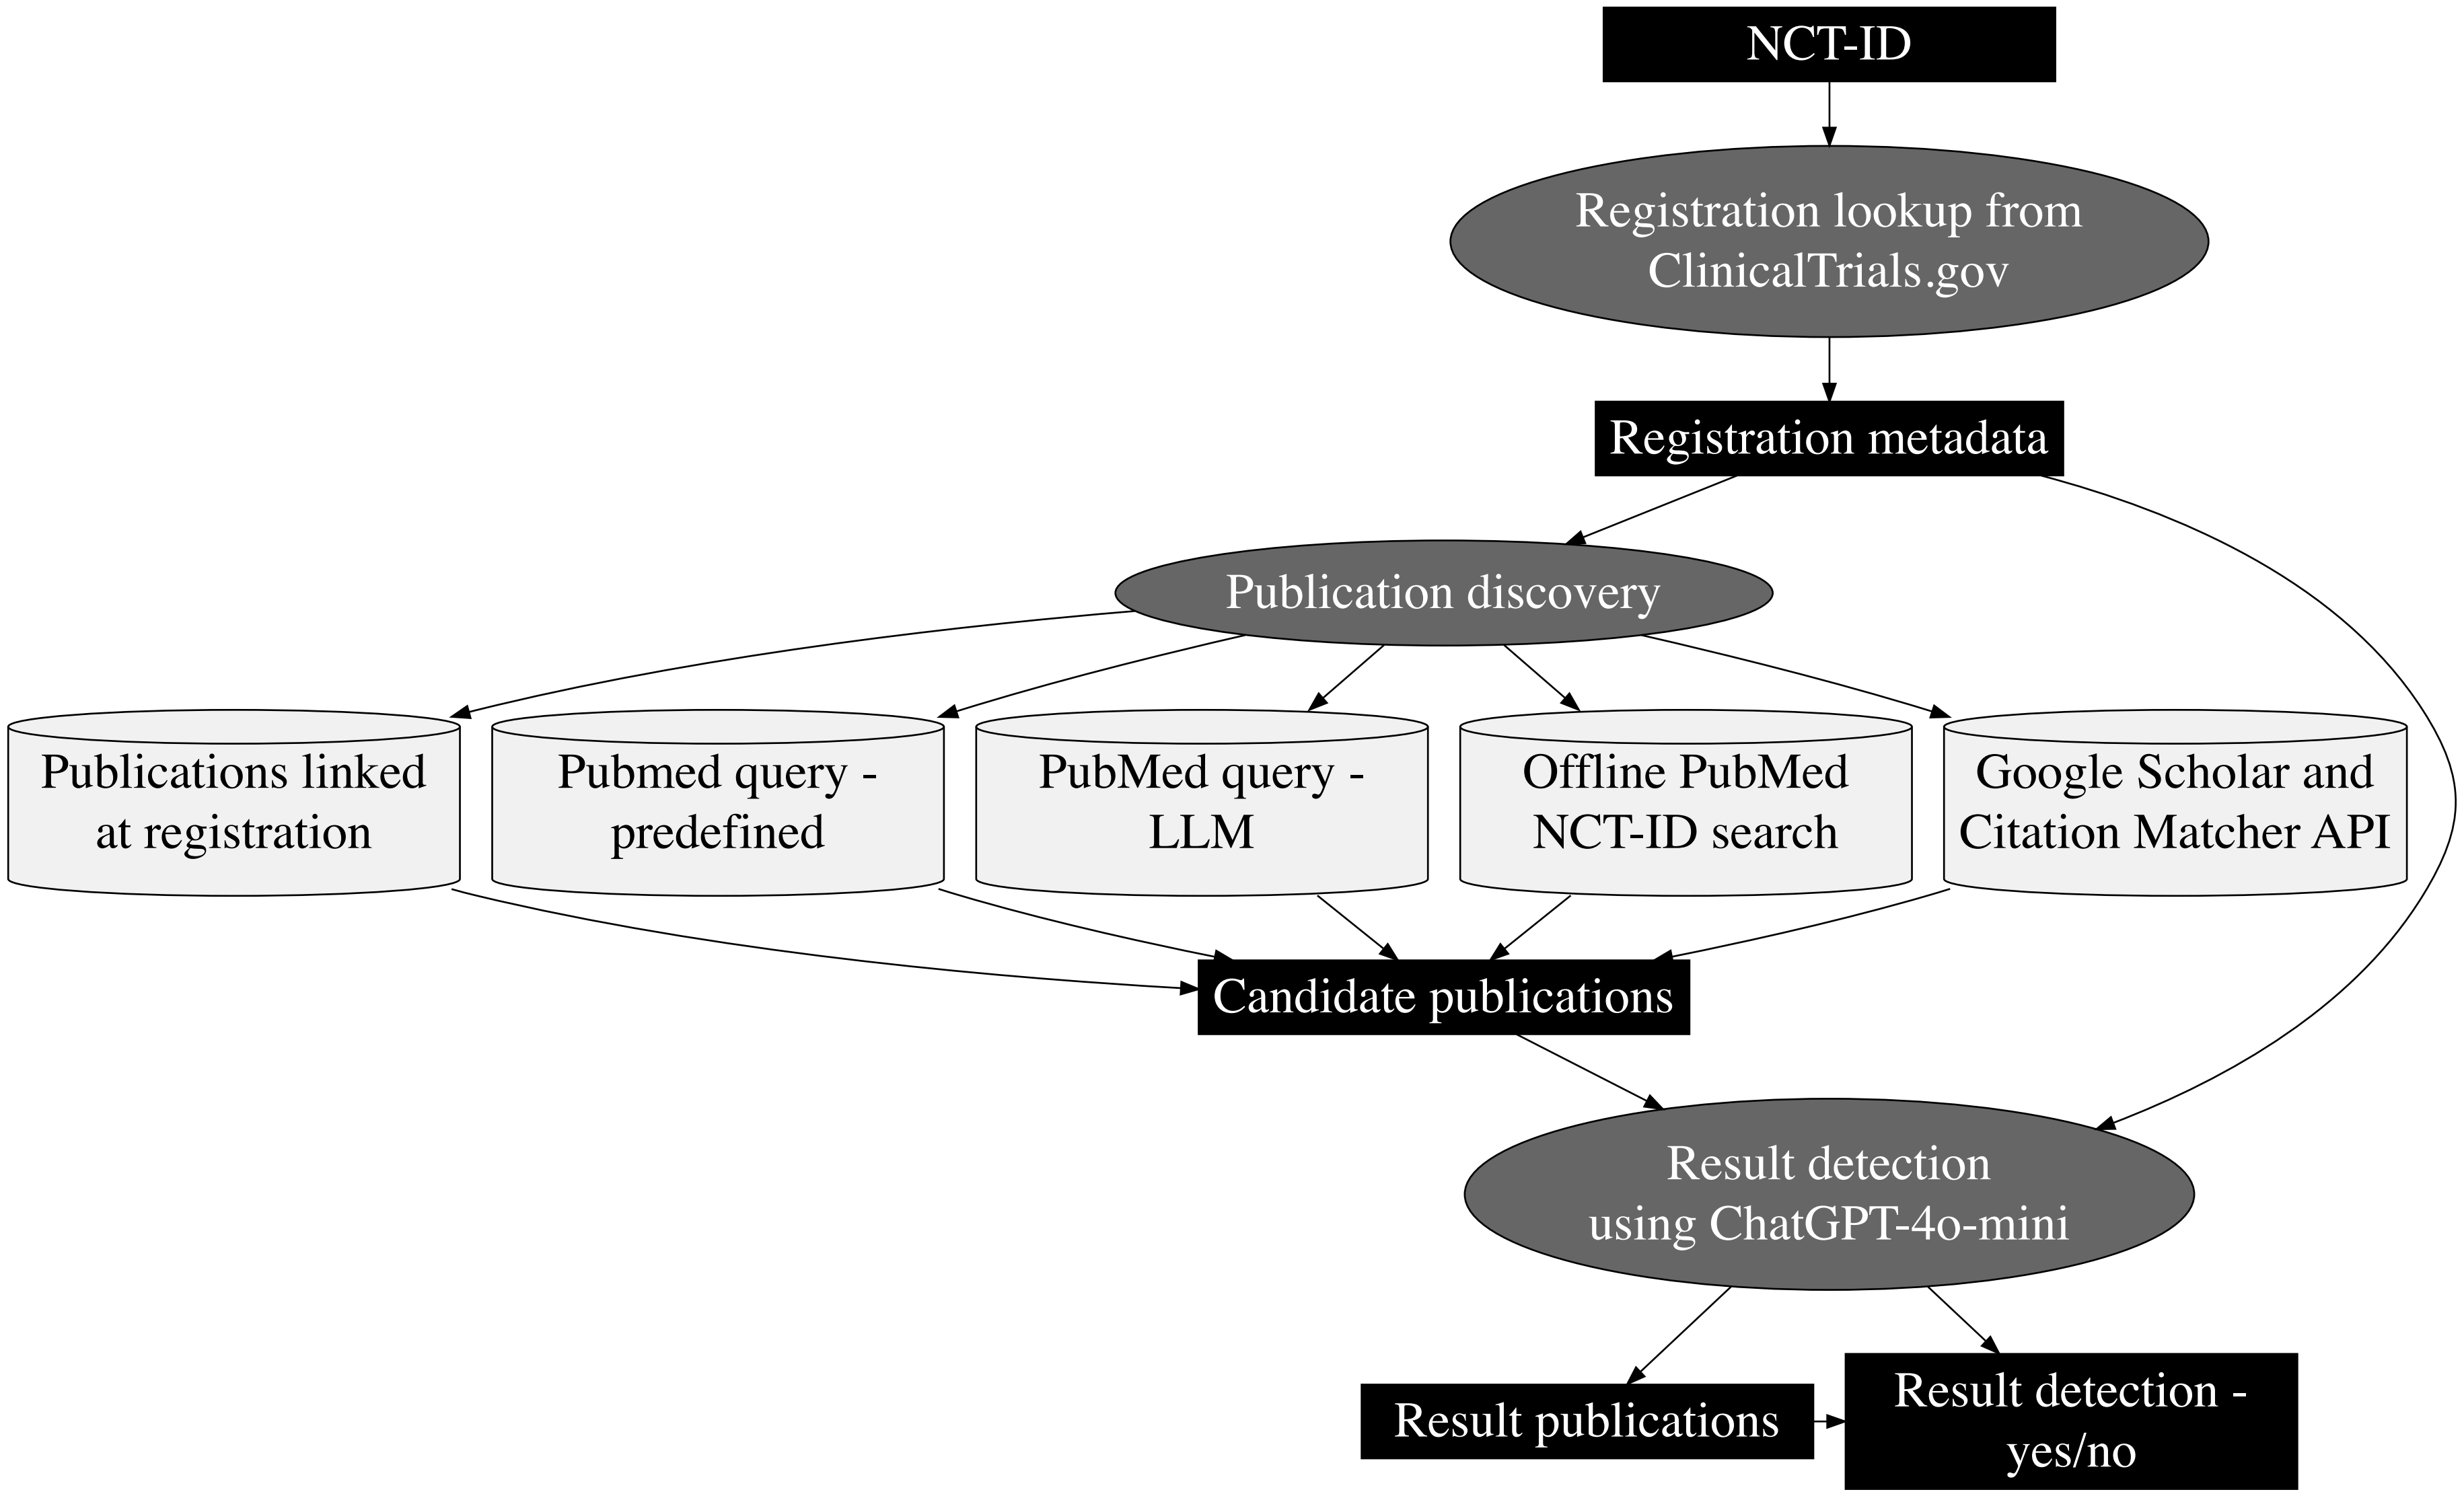 NCT-ID
Registration lookup from
ClinicalTrials.gov
Registration metadata
Publication discovery
Publications linked
at registration
Pubmed query -
predefined
PubMed query -
LLM
Offline PubMed
NCT-ID search
Google Scholar and
Citation Matcher API
Candidate publications
Result detection
using ChatGPT-4o-mini
Result publications
Result detection -
yes/no